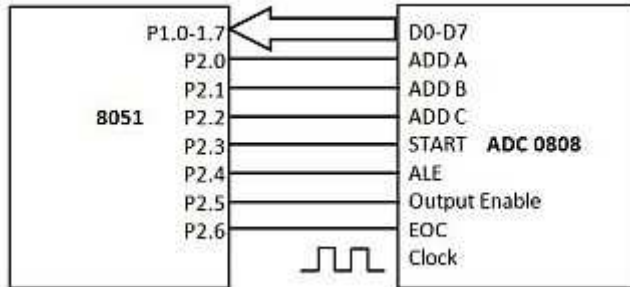 P1.0-1.7 D0-D7
P2.0 ADD A
P2.1 ADD B
8051 P2.2 ADD C
P2.3 START ADC 0808
P2.4 ALE
P2.5 Output Enable
P2.6 EOC
Clock